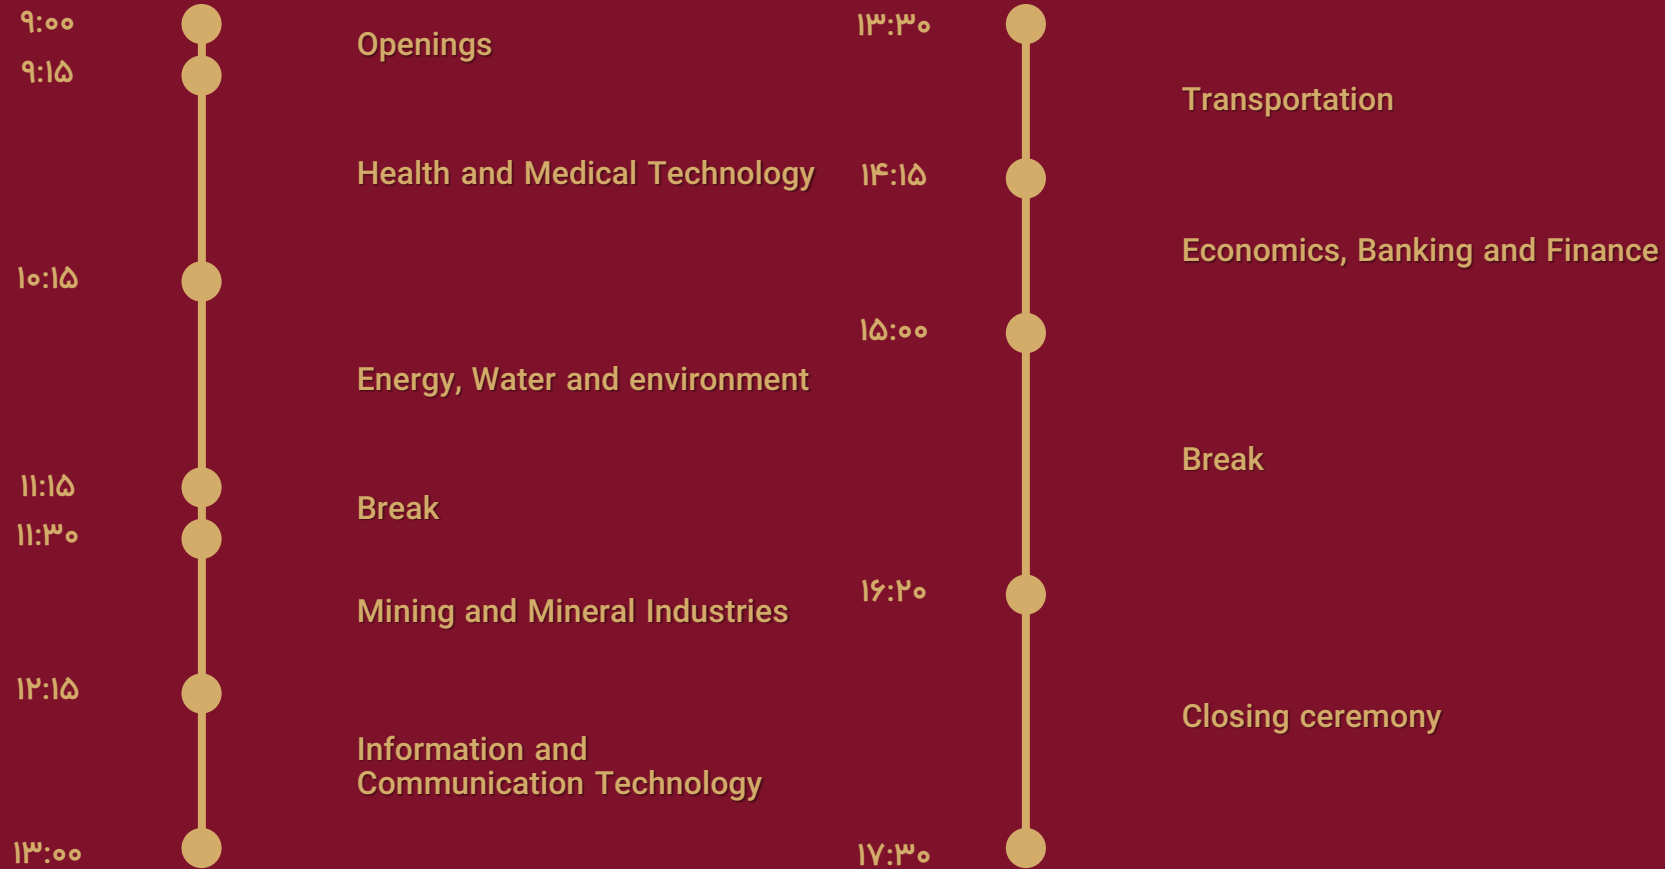 ۹:۰۰
Openings
۹:۱۵
Health and Medical Technology
۱۰:۱۵
Energy, Water and environment
۱۱:۱۵
Break
۱۱:۳۰
Mining and Mineral Industries
۱۲:۱۵
Information and
Communication Technology
۱۳:۰۰
۱۳:۳۰
Transportation
۱۴:۱۵
Economics, Banking and Finance
۱۵:۰۰
Break
۱۶:۲۰
Closing ceremony
۱۷:۳۰